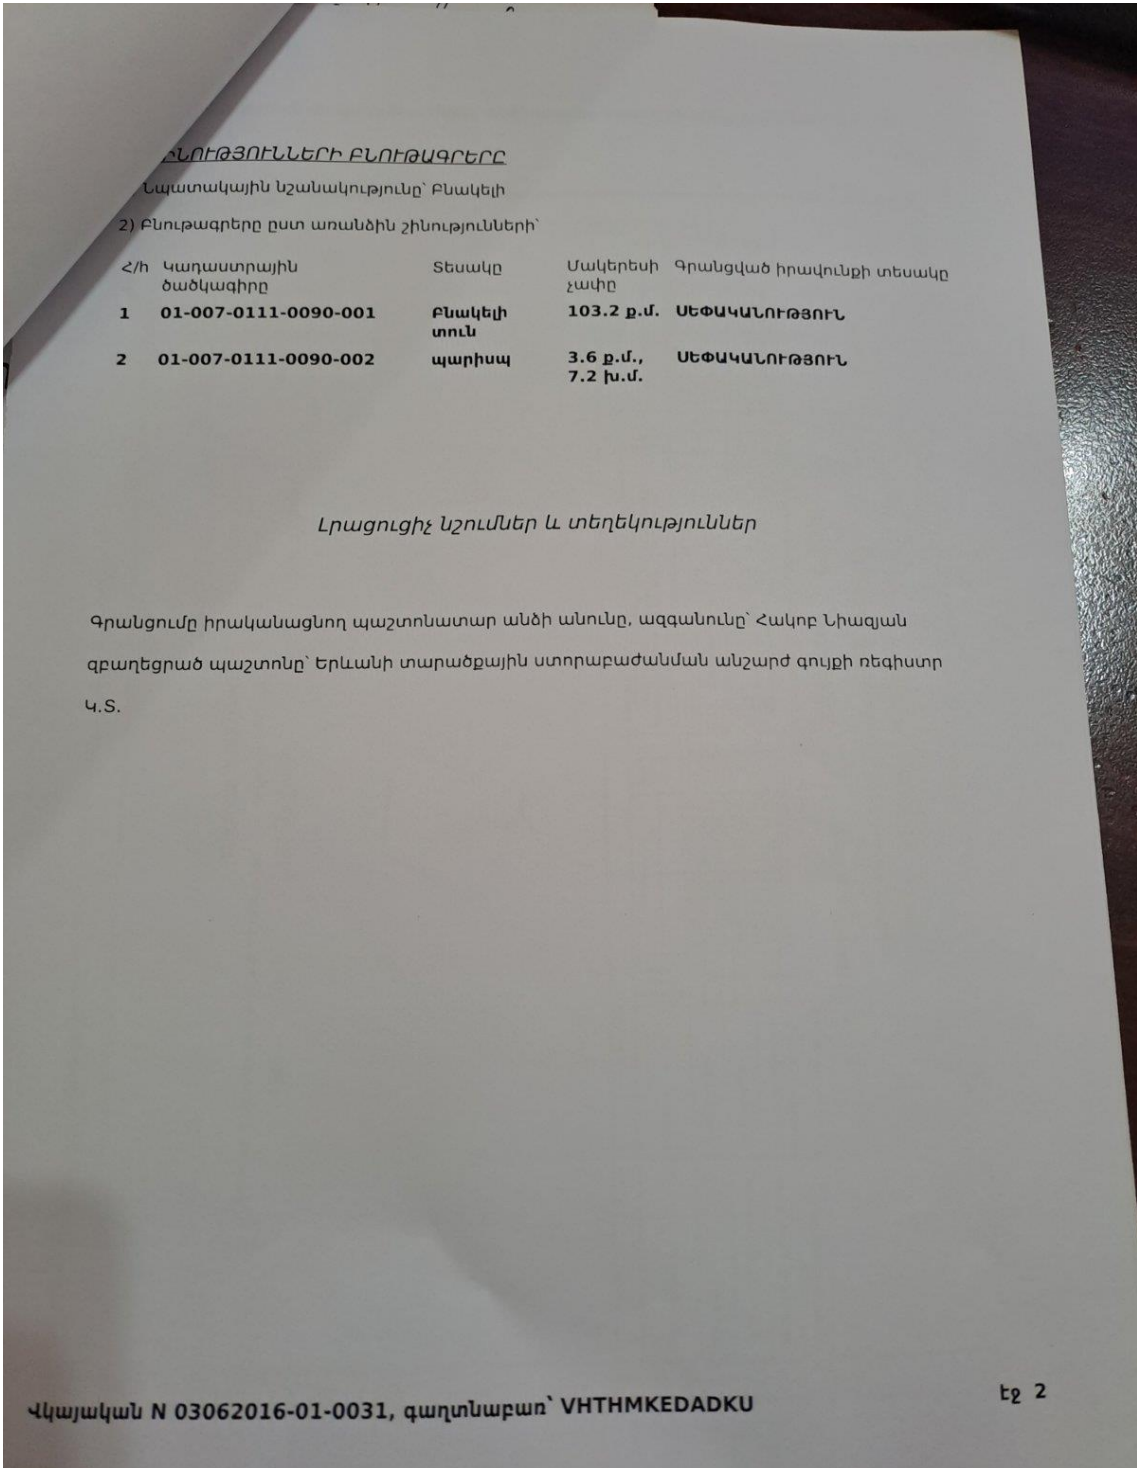 ՇԻՆՈՒԹՅՈՒՆՆԵՐԻ ԲՆՈՒԹԱԳՐԵՐԸ
Նպատակային նշանակությունը՝ Բնակելի
2) Բնութագրերը ըստ առանձին շինությունների՝
Հ/հ Կադաստրային ծածկագիրը Տեսակը Մակերեսի չափը Գրանցված իրավունքի տեսակը
1 01-007-0111-0090-001 Բնակելի տուն 103.2 ք.մ. ՍԵՓԱԿԱՆՈՒԹՅՈՒՆ
2 01-007-0111-0090-002 պարիսպ 3.6 ք.մ., 7.2 խ.մ. ՍԵՓԱԿԱՆՈՒԹՅՈՒՆ
Լրացուցիչ նշումներ և տեղեկություններ
Գրանցումը իրականացնող պաշտոնատար անձի անունը, ազգանունը՝ Հակոբ Նիազյան
զբաղեցրած պաշտոնը՝ Երևանի տարածքային ստորաբաժանման անշարժ գույքի ռեգիստր
Կ.Տ.
Վկայական N 03062016-01-0031, գաղտնաբառ՝ VHTHMKEDADKU
էջ 2